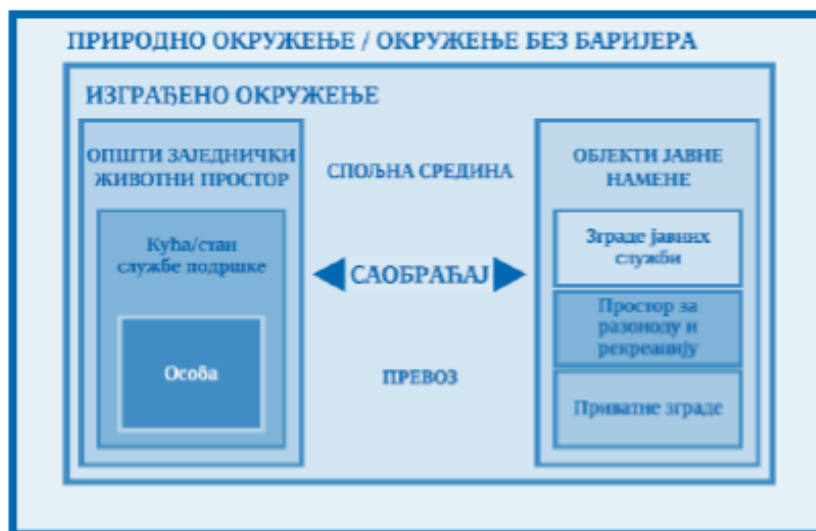 ПРИРОДНО ОКРУЖЕЊЕ / ОКРУЖЕЊЕ БЕЗ БАРИЈЕРА
ИЗГРАЂЕНО ОКРУЖЕЊЕ
ОПШТИ ЗАЈЕДНИЧКИ
ЖИВОТНИ ПРОСТОР
Кућа/стан
службе подршке
Особа
СПОЉНА СРЕДИНА
САОБРАЋАЈ
ПРЕВОЗ
ОБЈЕКТИ ЈАВНЕ
НАМЕНЕ
Зграде јавних
служби
Простор за
разоноду и
рекреацију
Приватне зграде